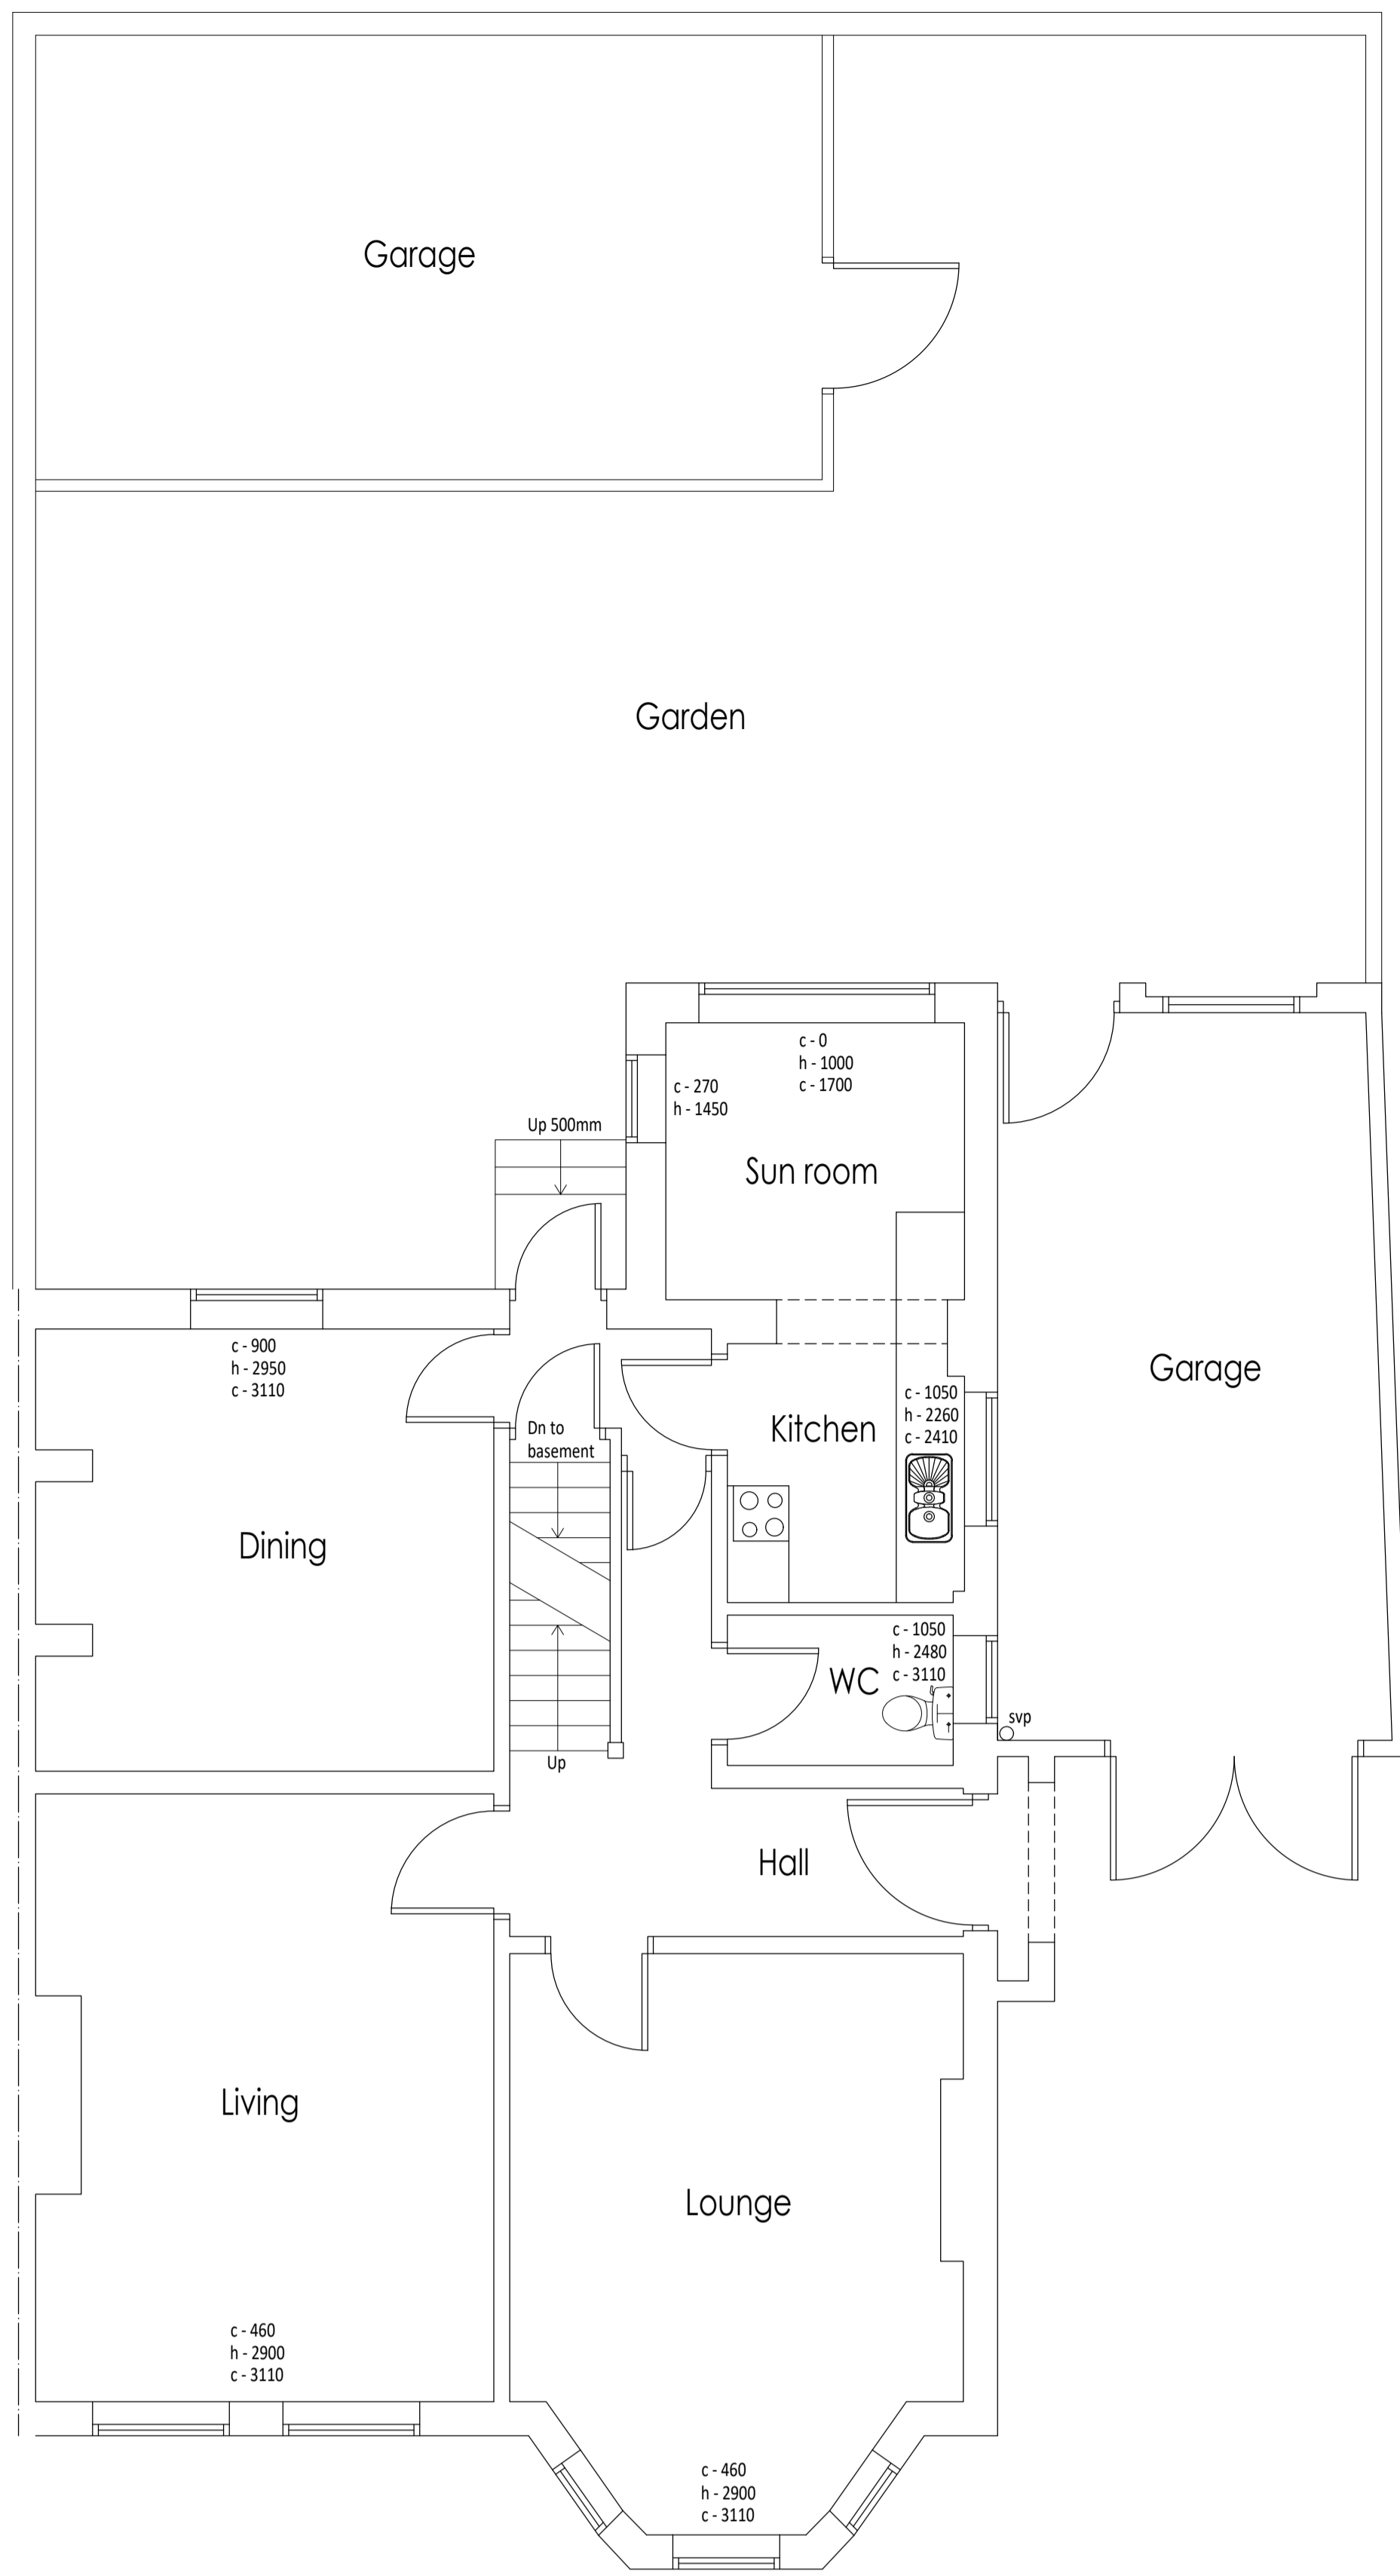 Garage
Garden
c - 0
h - 1000
c - 1700
c - 270
h - 1450
Up 500mm
Sun room
c - 900
h - 2950
c - 3110
Garage
c - 1050
h - 2260
c - 2410
Kitchen
Dn to
basement
Dining
c - 1050
h - 2480
c - 3110
WC
svp
Up
Hall
Living
Lounge
c - 460
h - 2900
c - 3110
c - 460
h - 2900
c - 3110